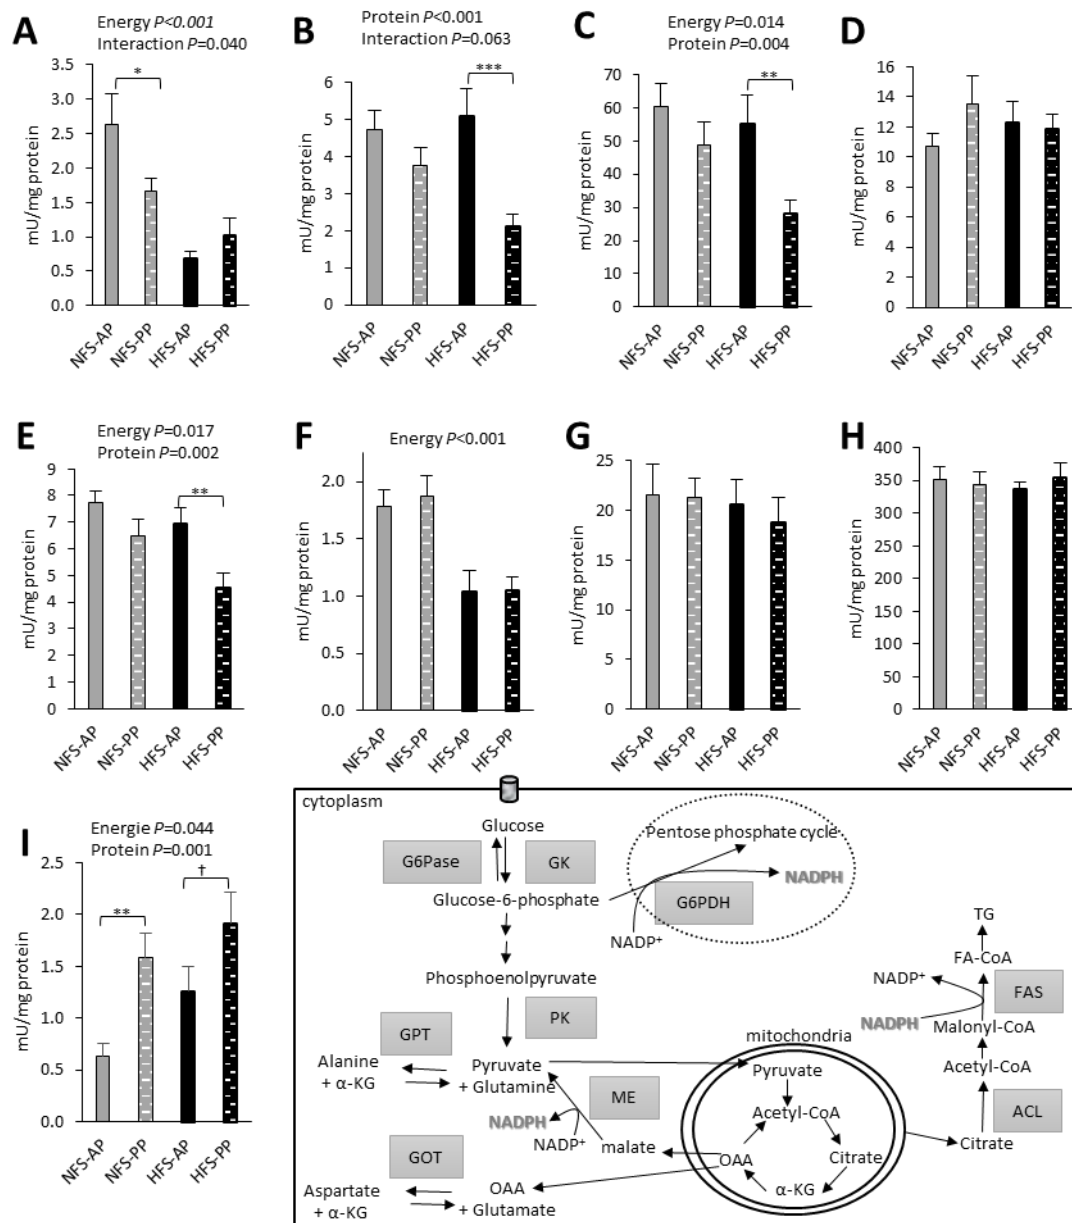 A
Energy P<0.001
Interaction P=0.040
mU/mg protein
3.5
3.0
2.5
2.0
1.5
1.0
0.5
0.0
*
NFS-AP
NFS-PP
HFS-AP
HFS-PP
B
Protein P<0.001
Interaction P=0.063
mU/mg protein
6
5
4
3
2
1
0
***
NFS-AP
NFS-PP
HFS-AP
HFS-PP
C
Energy P=0.014
Protein P=0.004
mU/mg protein
70
60
50
40
30
20
10
0
**
NFS-AP
NFS-PP
HFS-AP
HFS-PP
D
mU/mg protein
16
14
12
10
8
6
4
2
0
NFS-AP
NFS-PP
HFS-AP
HFS-PP
E
Energy P=0.017
Protein P=0.002
mU/mg protein
9
8
7
6
5
4
3
2
1
0
**
NFS-AP
NFS-PP
HFS-AP
HFS-PP
F
Energy P<0.001
mU/mg protein
2.0
1.5
1.0
0.5
0.0
NFS-AP
NFS-PP
HFS-AP
HFS-PP
G
mU/mg protein
25
20
15
10
5
0
NFS-AP
NFS-PP
HFS-AP
HFS-PP
H
mU/mg protein
400
350
300
250
200
150
100
50
0
NFS-AP
NFS-PP
HFS-AP
HFS-PP
I
Energie P=0.044
Protein P=0.001
mU/mg protein
2.5
2.0
1.5
1.0
0.5
0.0
**
†
NFS-AP
NFS-PP
HFS-AP
HFS-PP
cytoplasm
Glucose
G6Pase
GK
Glucose-6-phosphate
Pentose phosphate cycle
NADPH
G6PDH
NADP+
Phosphoenolpyruvate
PK
GPT
Alanine
+ α-KG
Pyruvate
+ Glutamine
NADPH
NADP+
ME
malate
GOT
Aspartate
+ α-KG
OAA
+ Glutamate
mitochondria
Pyruvate
Acetyl-CoA
OAA
Citrate
α-KG
TG
FA-CoA
NADP+
FAS
NADPH
Malonyl-CoA
Acetyl-CoA
ACL
Citrate